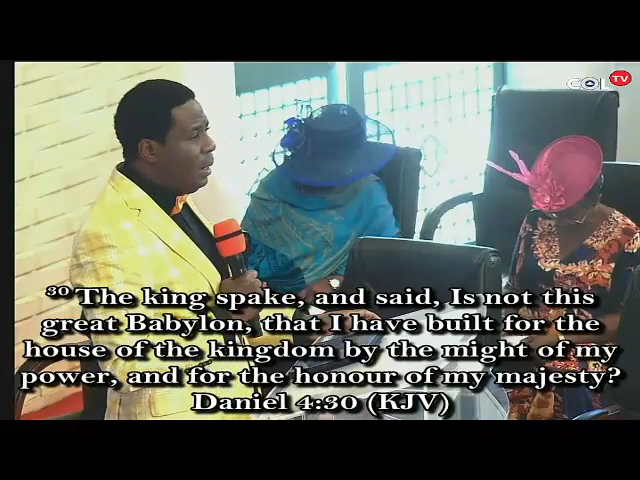 COL TV
30 The king spake, and said, Is not this
great Babylon, that I have built for the
house of the kingdom by the might of my
power, and for the honour of my majesty?
Daniel 4:30 (KJV)